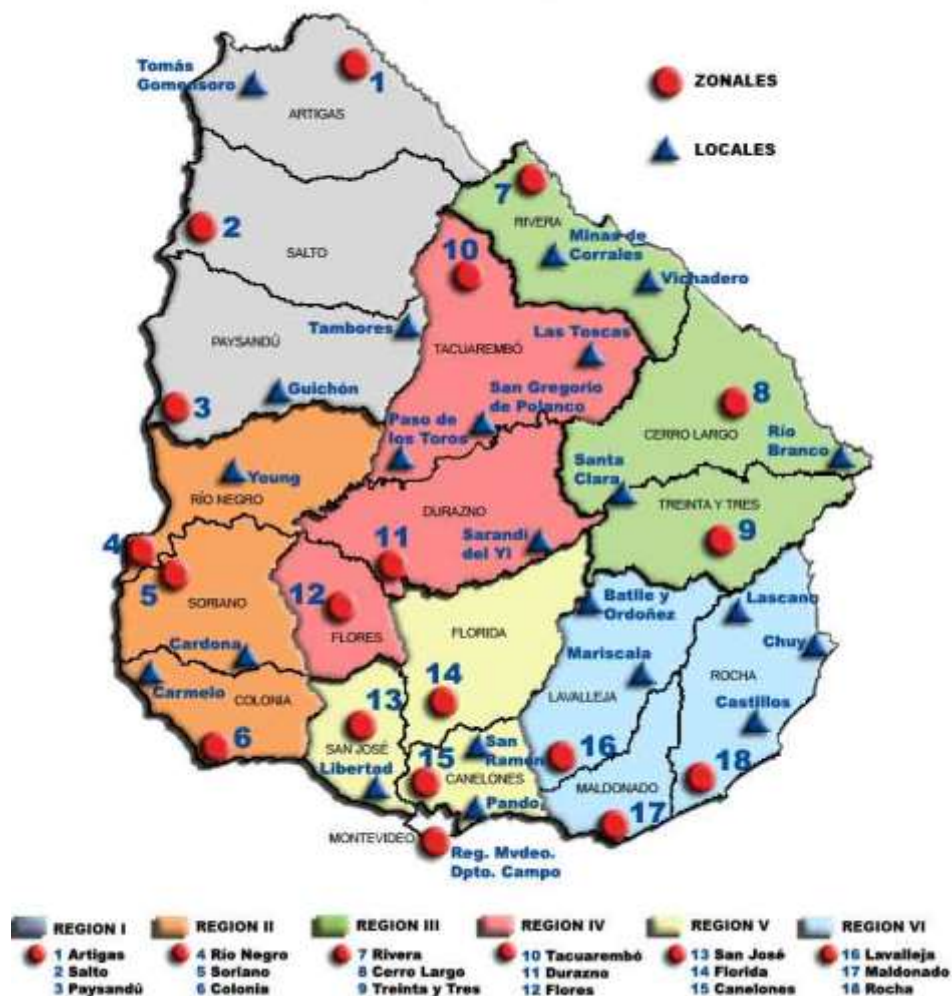 Tomás
Gomensoro
1
ARTIGAS
ZONALES
LOCALES
2
SALTO
7
RIVERA
10
Minas de
Corrales
Vichadero
Tambores
PAYSANDÚ
TACUAREMBÓ
Las Toscas
Guichón
3
San Gregorio
de Polanco
8
Paso de
los Toros
CERRO LARGO
Río
Branco
Young
RÍO NEGRO
Santa
Clara
DURAZNO
TREINTA Y TRES
4
11
Sarandi
del YI
9
5
SORIANO
12
FLORES
FLORIDA
Batlle y
Ordoñez
Lascano
Cardona
Mariscala
Chuy
Carmelo
COLONIA
14
LAVALLEJA
ROCHA
13
Castillos
6
SAN JOSÉ
San
Ramón
16
Libertad
15
CANELONES
18
MALDONADO
Pando
17
MONTEVIDEO
Reg. Mvdeo.
Dpto. Campo
REGION I
1 Artigas
2 Salto
3 Paysandú
REGION II
4 Río Negro
5 Soriano
6 Colonia
REGION III
7 Rivera
8 Cerro Largo
9 Treinta y Tres
REGION IV
10 Tacuarembó
11 Durazno
12 Flores
REGION V
13 San José
14 Florida
15 Canelones
REGION VI
16 Lavalleja
17 Maldonado
18 Rocha